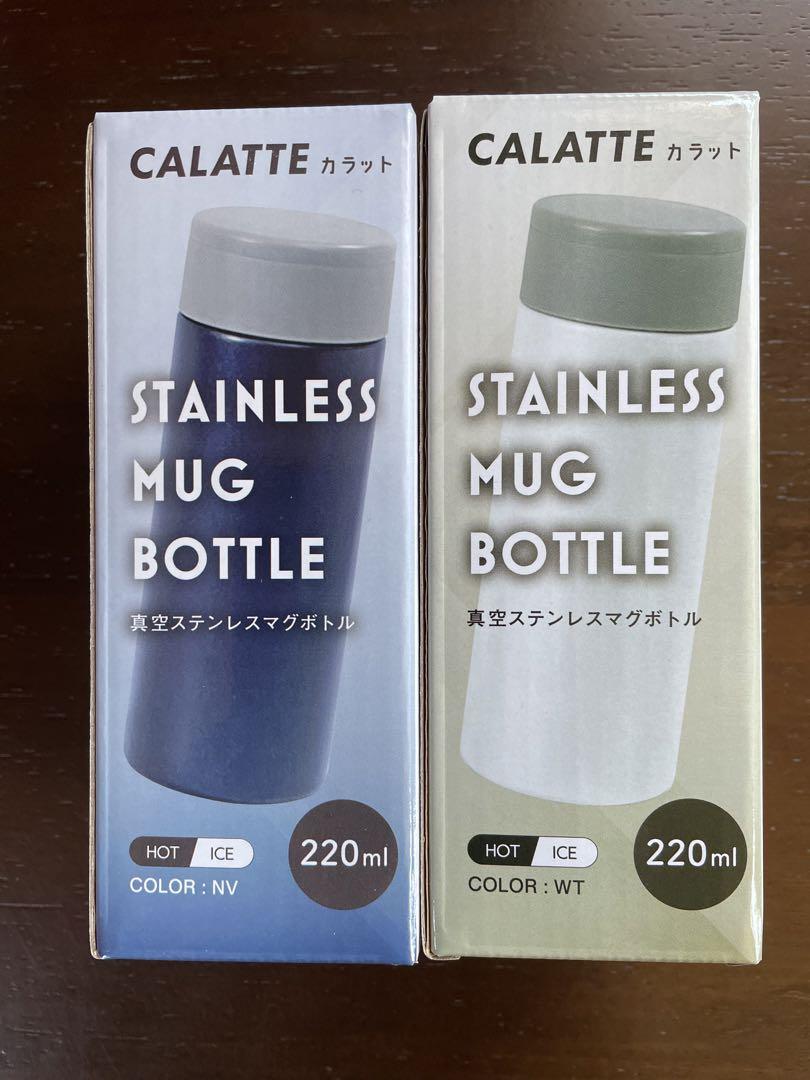 CALATTE カラット
STAINLESS
MUG
BOTTLE
真空ステンレスマグボトル
HOT ICE
220ml
COLOR : NV
CALATTE カラット
STAINLESS
MUG
BOTTLE
真空ステンレスマグボトル
HOT ICE
220ml
COLOR : WT